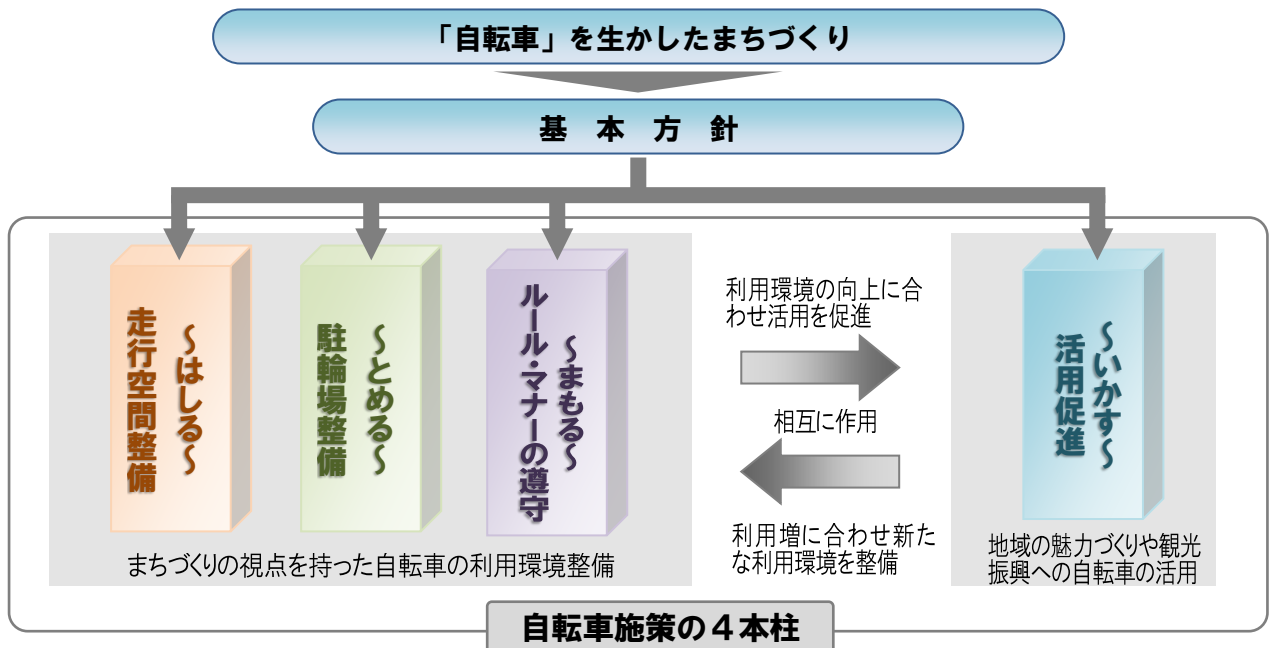 「自転車」を生かしたまちづくり
基 本 方 針
～はしる～
走行空間整備
～とめる～
駐輪場整備
～まもる～
ルール・マナーの遵守
まちづくりの視点を持った自転車の利用環境整備
利用環境の向上に合
わせ活用を促進
相互に作用
利用増に合わせ新た
な利用環境を整備
～いかす～
活用促進
地域の魅力づくりや観光
振興への自転車の活用
自転車施策の４本柱